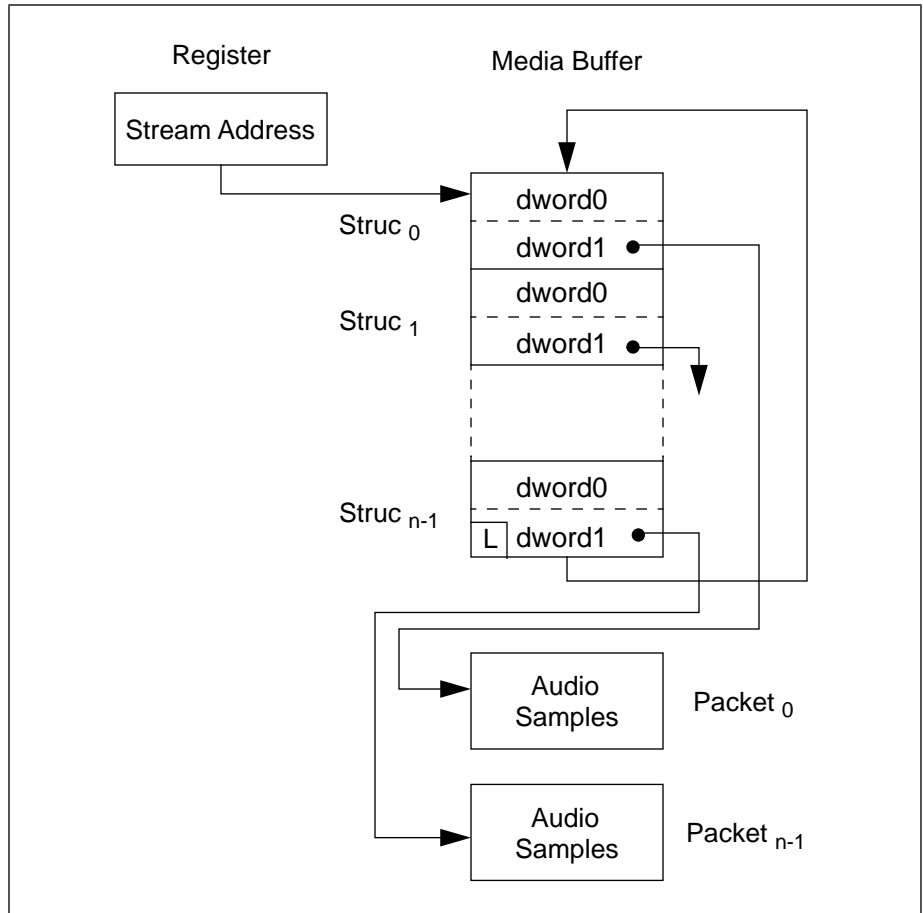 Register
Media Buffer
Stream Address
dword0
Struc 0
dword1
dword0
Struc 1
dword1
dword0
Struc n-1
L dword1
Audio
Samples
Packet 0
Audio
Samples
Packet n-1